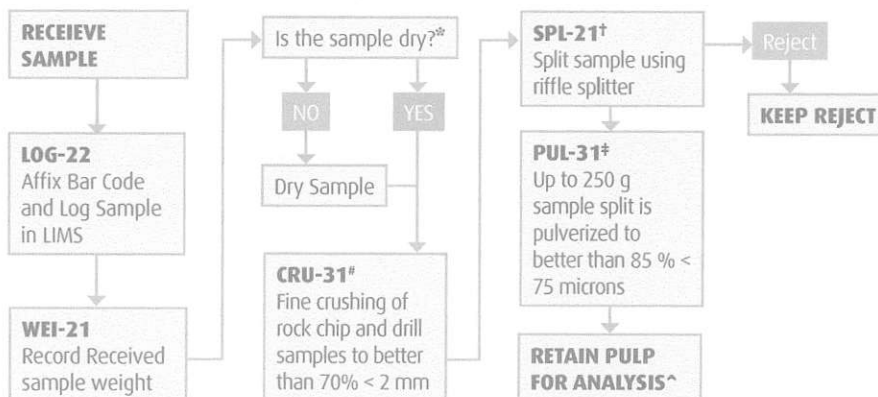 RECEIEVE
SAMPLE
LOG-22
Affix Bar Code
and Log Sample
in LIMS
WEI-21
Record Received
sample weight
Is the sample dry?*
NO
YES
Dry Sample
CRU-31#
Fine crushing of
rock chip and drill
samples to better
than 70% < 2 mm
SPL-21†
Split sample using
riffle splitter
Reject
KEEP REJECT
PUL-31‡
Up to 250 g
sample split is
pulverized to
better than 85 % <
75 microns
RETAIN PULP
FOR ANALYSIS^